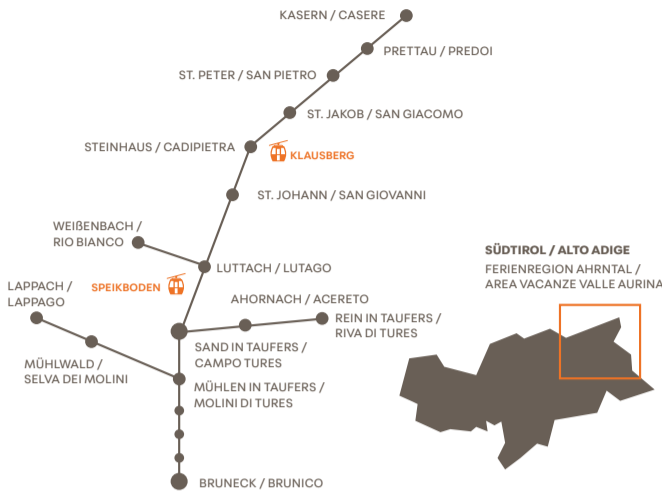 KASERN / CASERE
PRETTAU / PREDOI
ST. PETER / SAN PIETRO
ST. JAKOB / SAN GIACOMO
STEINHAUS / CADIPIETRA
KLAUSBERG
ST. JOHANN / SAN GIOVANNI
WEIßENBACH /
RIO BIANCO
LUTTACH / LUTAGO
SPEIKBODEN
LAPPACH /
LAPPAGO
AHORNACH / ACERETO
REIN IN TAUFERS /
RIVA DI TURES
SAND IN TAUFERS /
CAMPO TURES
MÜHLWALD /
SELVA DEI MOLINI
MÜHLEN IN TAUFERS /
MOLINI DI TURES
BRUNECK / BRUNICO
SÜDTIROL / ALTO ADIGE
FERIENREGION AHRNTAL /
AREA VACANZE VALLE AURINA